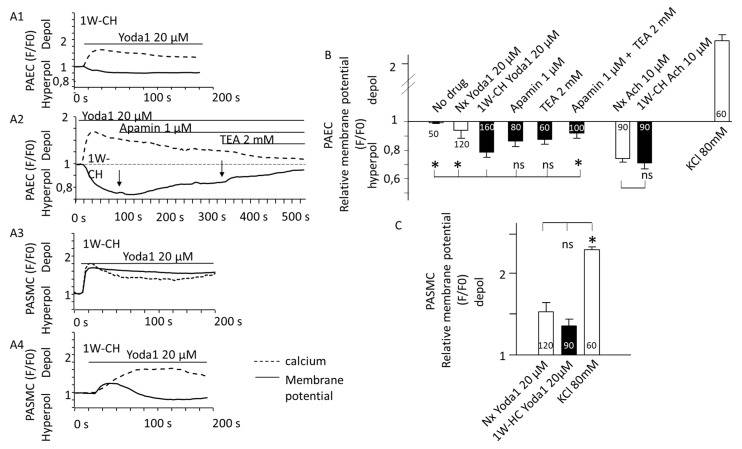 A1
1W-CH
Yoda1 20 µM
PAEC (F/F0)
Hyperpol Depol
2
1
0,8
0 s
100 s
200 s
A2
Yoda1 20 µM
Apamin 1 µM
TEA 2 mM
1W-
CH
PAEC (F/F0)
Hyperpol Depol
2
1
0,8
0 s
100 s
200 s
300 s
400 s
500 s
A3
1W-CH
Yoda1 20 µM
PASMC (F/F0)
Hyperpol Depol
2
1
0 s
100 s
200 s
A4
1W-CH
Yoda1 20 µM
PASMC (F/F0)
Hyperpol Depol
2
1
0 s
100 s
200 s
calcium
Membrane
potential
B
PAEC
Relative membrane potential
(F/F0)
hyperpol depol
2
1
0,8
0,6
No drug
Nx Yoda1 20 µM
1W-CH Yoda1 20 µM
Apamin 1 µM
TEA 2 mM
Apamin 1 µM + TEA 2 mM
Nx Ach 10 µM
1W-CH Ach 10 µM
KCl 80mM
50
120
160
80
60
100
90
90
60
* * ns ns *
ns
C
PASMC
Relative membrane potential
(F/F0)
depol
2
1
ns
*
120
90
60
Nx Yoda1 20 µM
1W-HC Yoda1 20µM
KCl 80mM